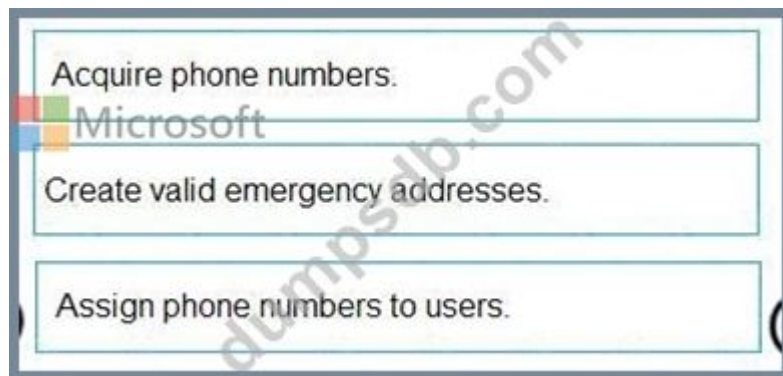 Acquire phone numbers.
Microsoft
Create valid emergency addresses.
dumpsdb.com
Assign phone numbers to users.